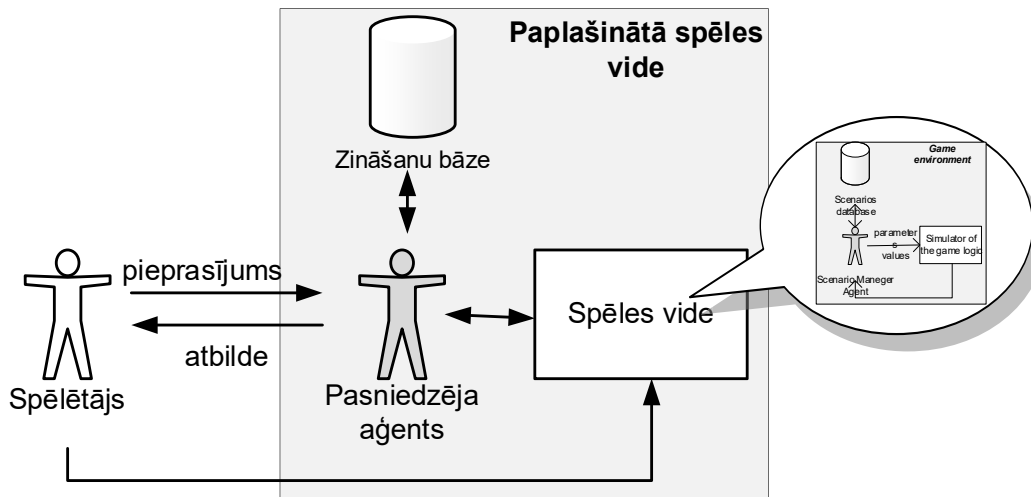 Paplašinātā spēles
vide
Zināšanu bāze
pieprasījums
atbilde
Spēlētājs
Pasniedzēja
aģents
Spēles vide
Game
environment
Scenarios
database
parameter
s
values
Simulator of
the game logic
Scenario Maneger
Agent